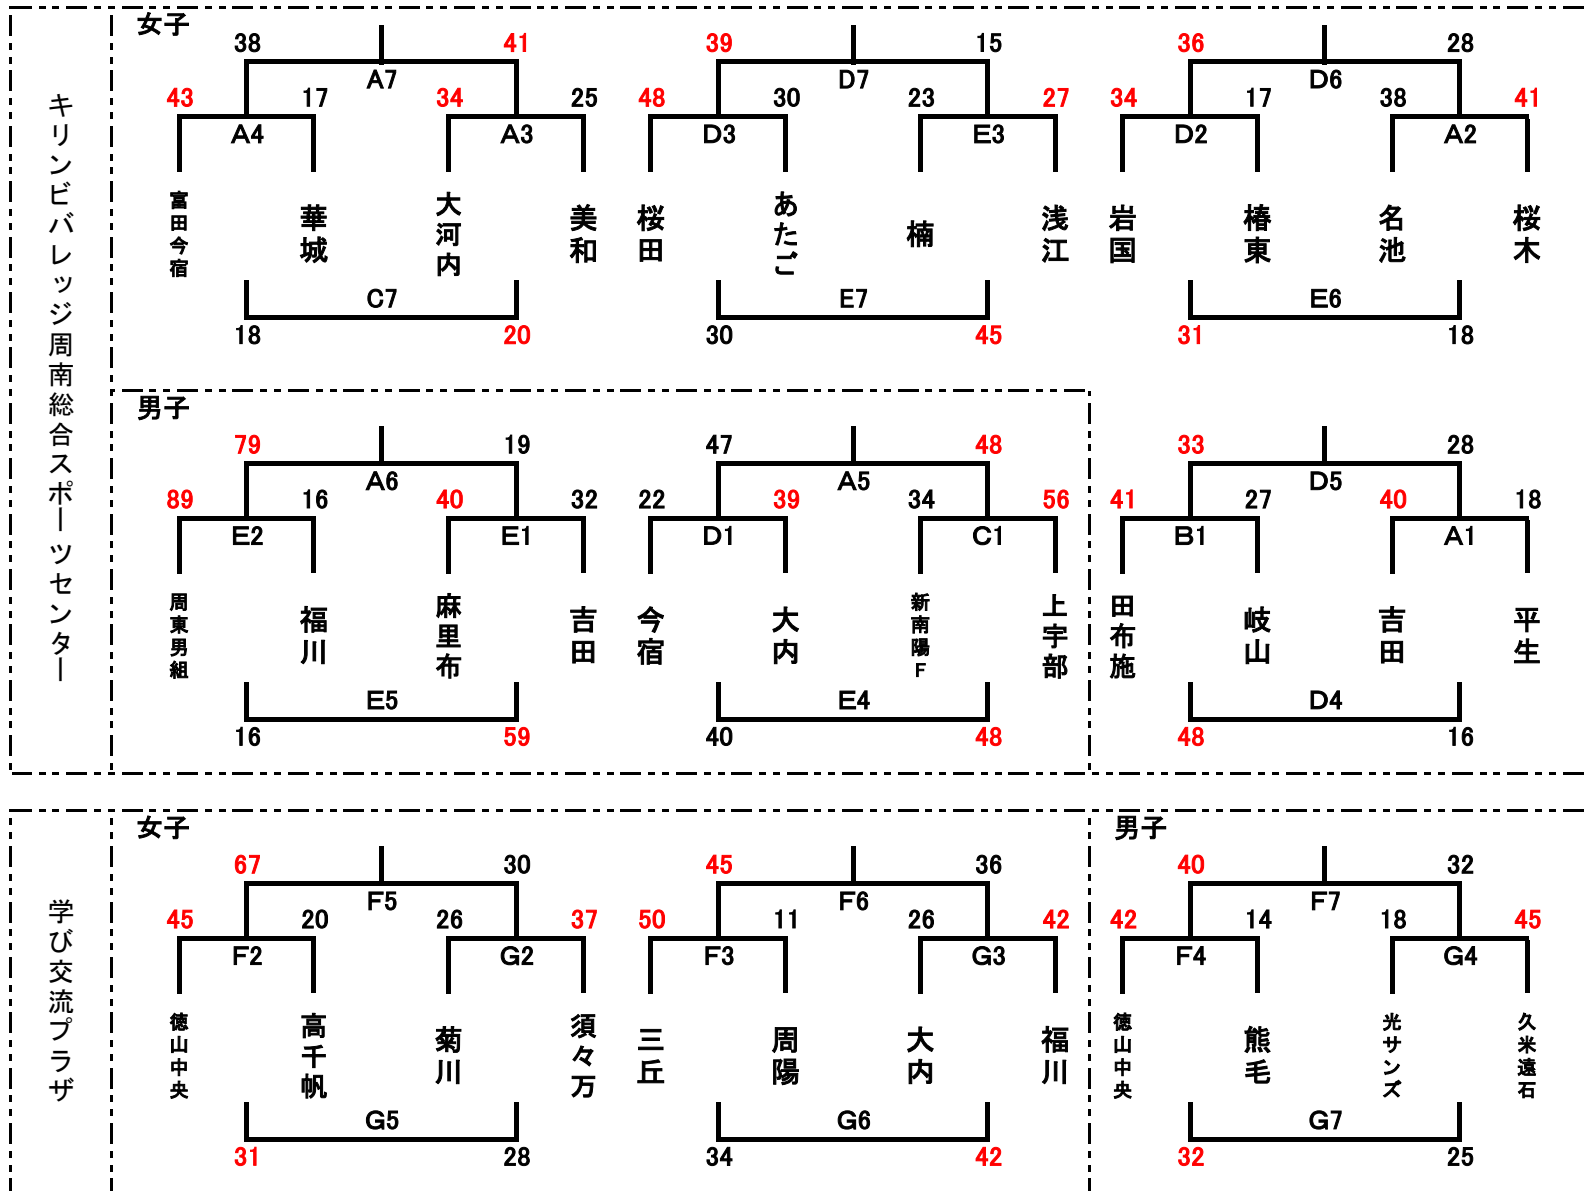 キリンビバレッジ周南総合スポーツセンター
女子
38 41 39 15 36 28
A7 D7 D6
43 17 34 25 48 30 23 27 34 17 38 41
A4 A3 D3 E3 D2 A2
富田今宿 華城 大河内 美和 桜田 あたご 楠 浅江 岩国 椿東 名池 桜木
C7 E7 E6
18 20 30 45 31 18
男子
79 19 47 48 33 28
A6 A5 D5
89 16 40 32 22 39 34 56 41 27 40 18
E2 E1 D1 C1 B1 A1
周東男組 福川 麻里布 吉田 今宿 大内 新南陽F 上宇部 田布施 岐山 吉田 平生
E5 E4 D4
16 59 40 48 48 16
学び交流プラザ
女子 男子
67 30 45 36 40 32
F5 F6 F7
45 20 26 37 50 11 26 42 42 14 18 45
F2 G2 F3 G3 F4 G4
徳山中央 高千帆 菊川 須々万 三丘 周陽 大内 福川 徳山中央 熊毛 光サンズ 久米遠石
G5 G6 G7
31 28 34 42 32 25